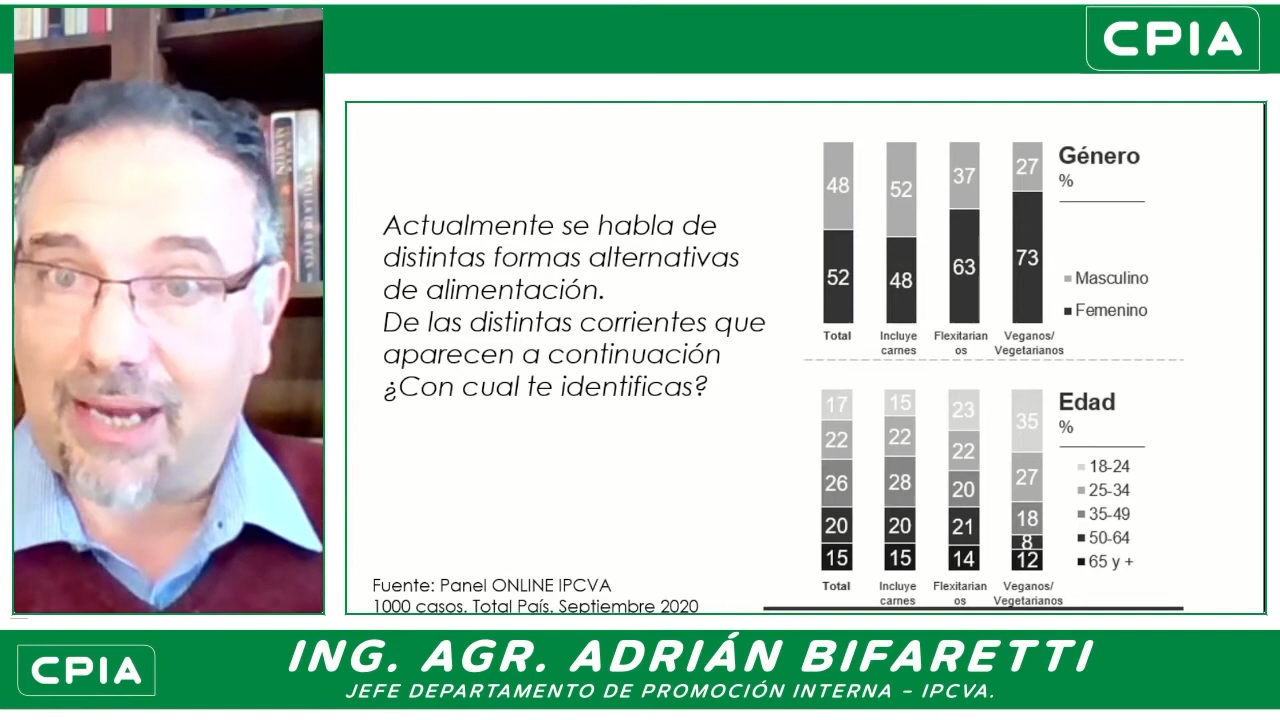 CPIA
Actualmente se habla de
distintas formas alternativas
de alimentación.
De las distintas corrientes que
aparecen a continuación
¿Con cual te identificas?
Fuente: Panel ONLINE IPCVA
1000 casos. Total País. Septiembre 2020
Género
%
48 52 37 27
52 48 63 73
Masculino
Femenino
Total Incluye Flexitarian Veganos/
carnes os Vegetarianos
Edad
%
17 15 23 35
22 22 22 27
26 28 20 18
20 20 21 8
15 15 14 12
18-24
25-34
35-49
50-64
65 y +
Total Incluye Flexitarian Veganos/
carnes os Vegetarianos
CPIA
ING. AGR. ADRIÁN BIFARETTI
JEFE DEPARTAMENTO DE PROMOCIÓN INTERNA - IPCVA.